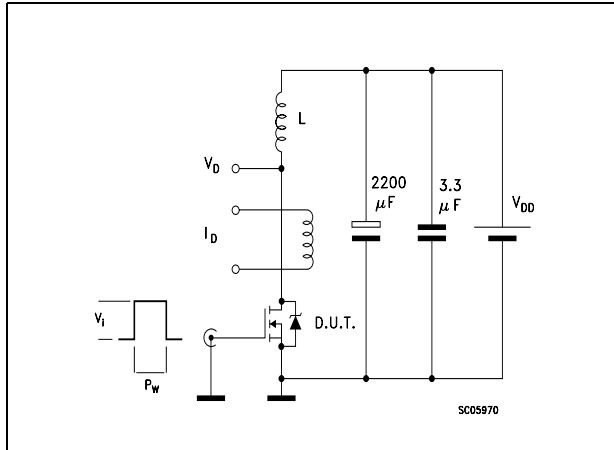 L
V_D
2200
µF
3.3
µF
V_DD
I_D
V_i
D.U.T.
P_W
SC05970